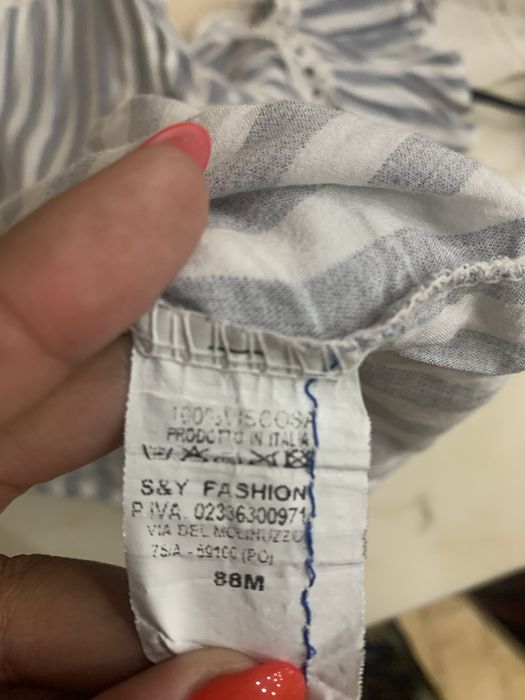 100% VISCOSA
PRODOTTO IN ITALIA
S&Y FASHION
P.IVA. 02336300971
VIA DEL MOLINUZZO
75/A - 59100 (PO)
88M